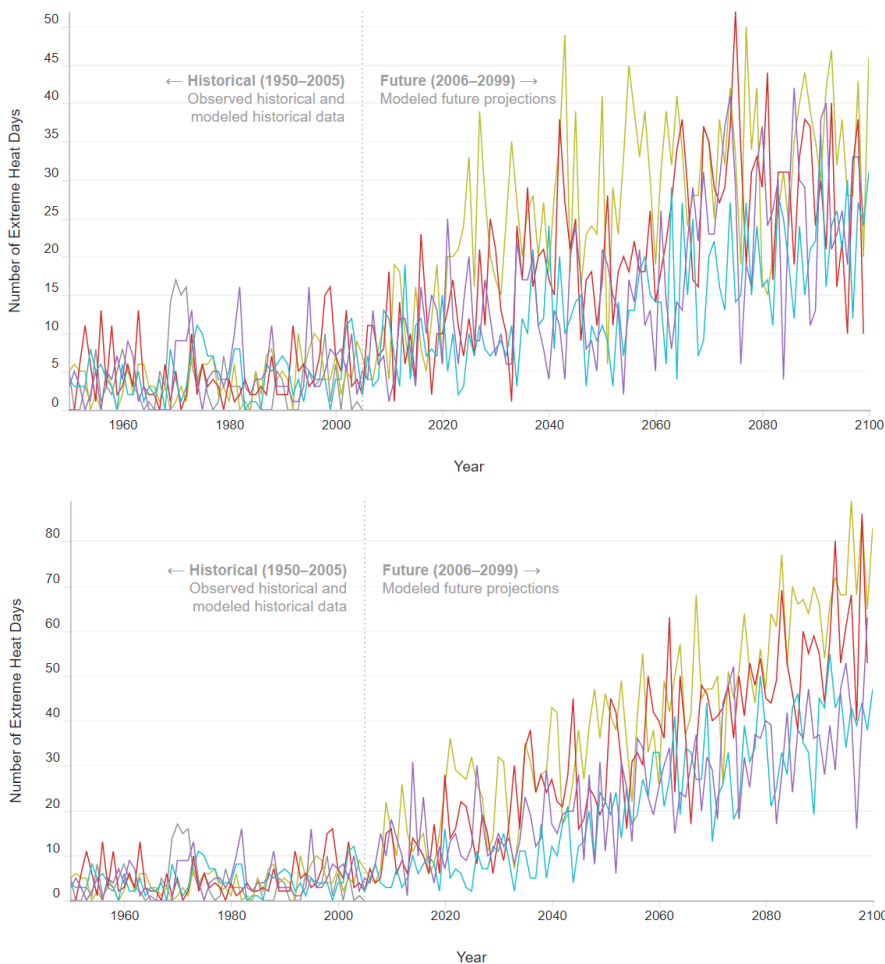 50
45
← Historical (1950–2005)
Future (2006–2099) →
40
Observed historical and
Modeled future projections
modeled historical data
35
30
25
20
15
10
5
0
Number of Extreme Heat Days
1960
1980
2000
2020
2040
2060
2080
2100
Year
80
← Historical (1950–2005)
Future (2006–2099) →
70
Observed historical and
Modeled future projections
modeled historical data
60
50
40
30
20
10
0
Number of Extreme Heat Days
1960
1980
2000
2020
2040
2060
2080
2100
Year